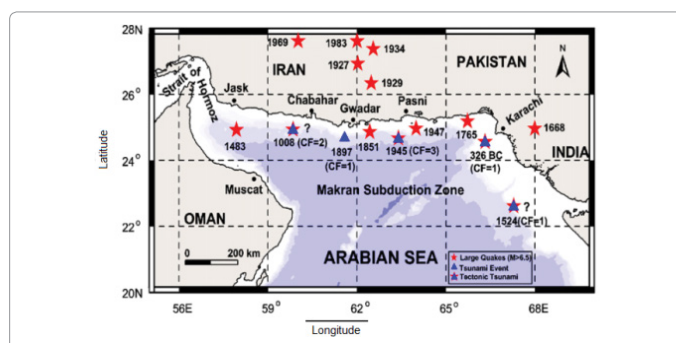 28N
1969
1983
1934
N
IRAN
PAKISTAN
1927
1929
Strait of
Hormoz
26N
Jask
Chabahar
Gwadar
Pasni
Karachi
?
1483
1008 (CF=2)
1897
(CF=1)
1851
1945 (CF=3)
1947
1765
326 BC
(CF=1)
1668
INDIA
Latitude
24N
Muscat
Makran Subduction Zone
?
1524(CF=1)
22N
OMAN
0 200 km
ARABIAN SEA
Large Quakes (M>6.5)
Tsunami Event
Tectonic Tsunami
20N
56E
59°
62°
65°
68E
Longitude